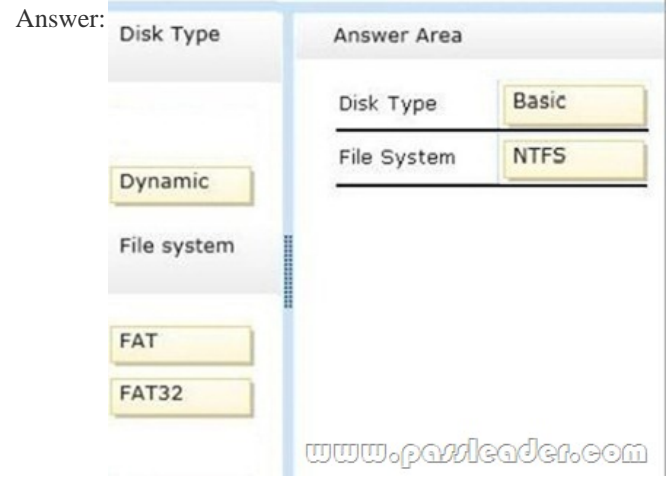 Answer:
Disk Type
Dynamic
File system
FAT
FAT32
Answer Area
Disk Type Basic
File System NTFS
www.passleader.com